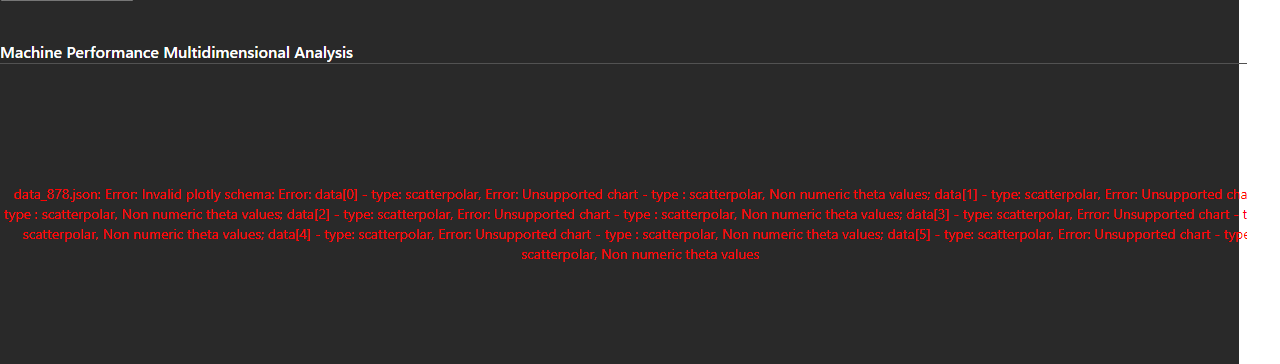 Machine Performance Multidimensional Analysis
data_878.json: Error: Invalid plotly schema: Error: data[0] - type: scatterpolar, Error: Unsupported chart - type : scatterpolar, Non numeric theta values; data[1] - type: scatterpolar, Error: Unsupported cha
type : scatterpolar, Non numeric theta values; data[2] - type: scatterpolar, Error: Unsupported chart - type : scatterpolar, Non numeric theta values; data[3] - type: scatterpolar, Error: Unsupported chart - t
scatterpolar, Non numeric theta values; data[4] - type: scatterpolar, Error: Unsupported chart - type : scatterpolar, Non numeric theta values; data[5] - type: scatterpolar, Error: Unsupported chart - type
scatterpolar, Non numeric theta values